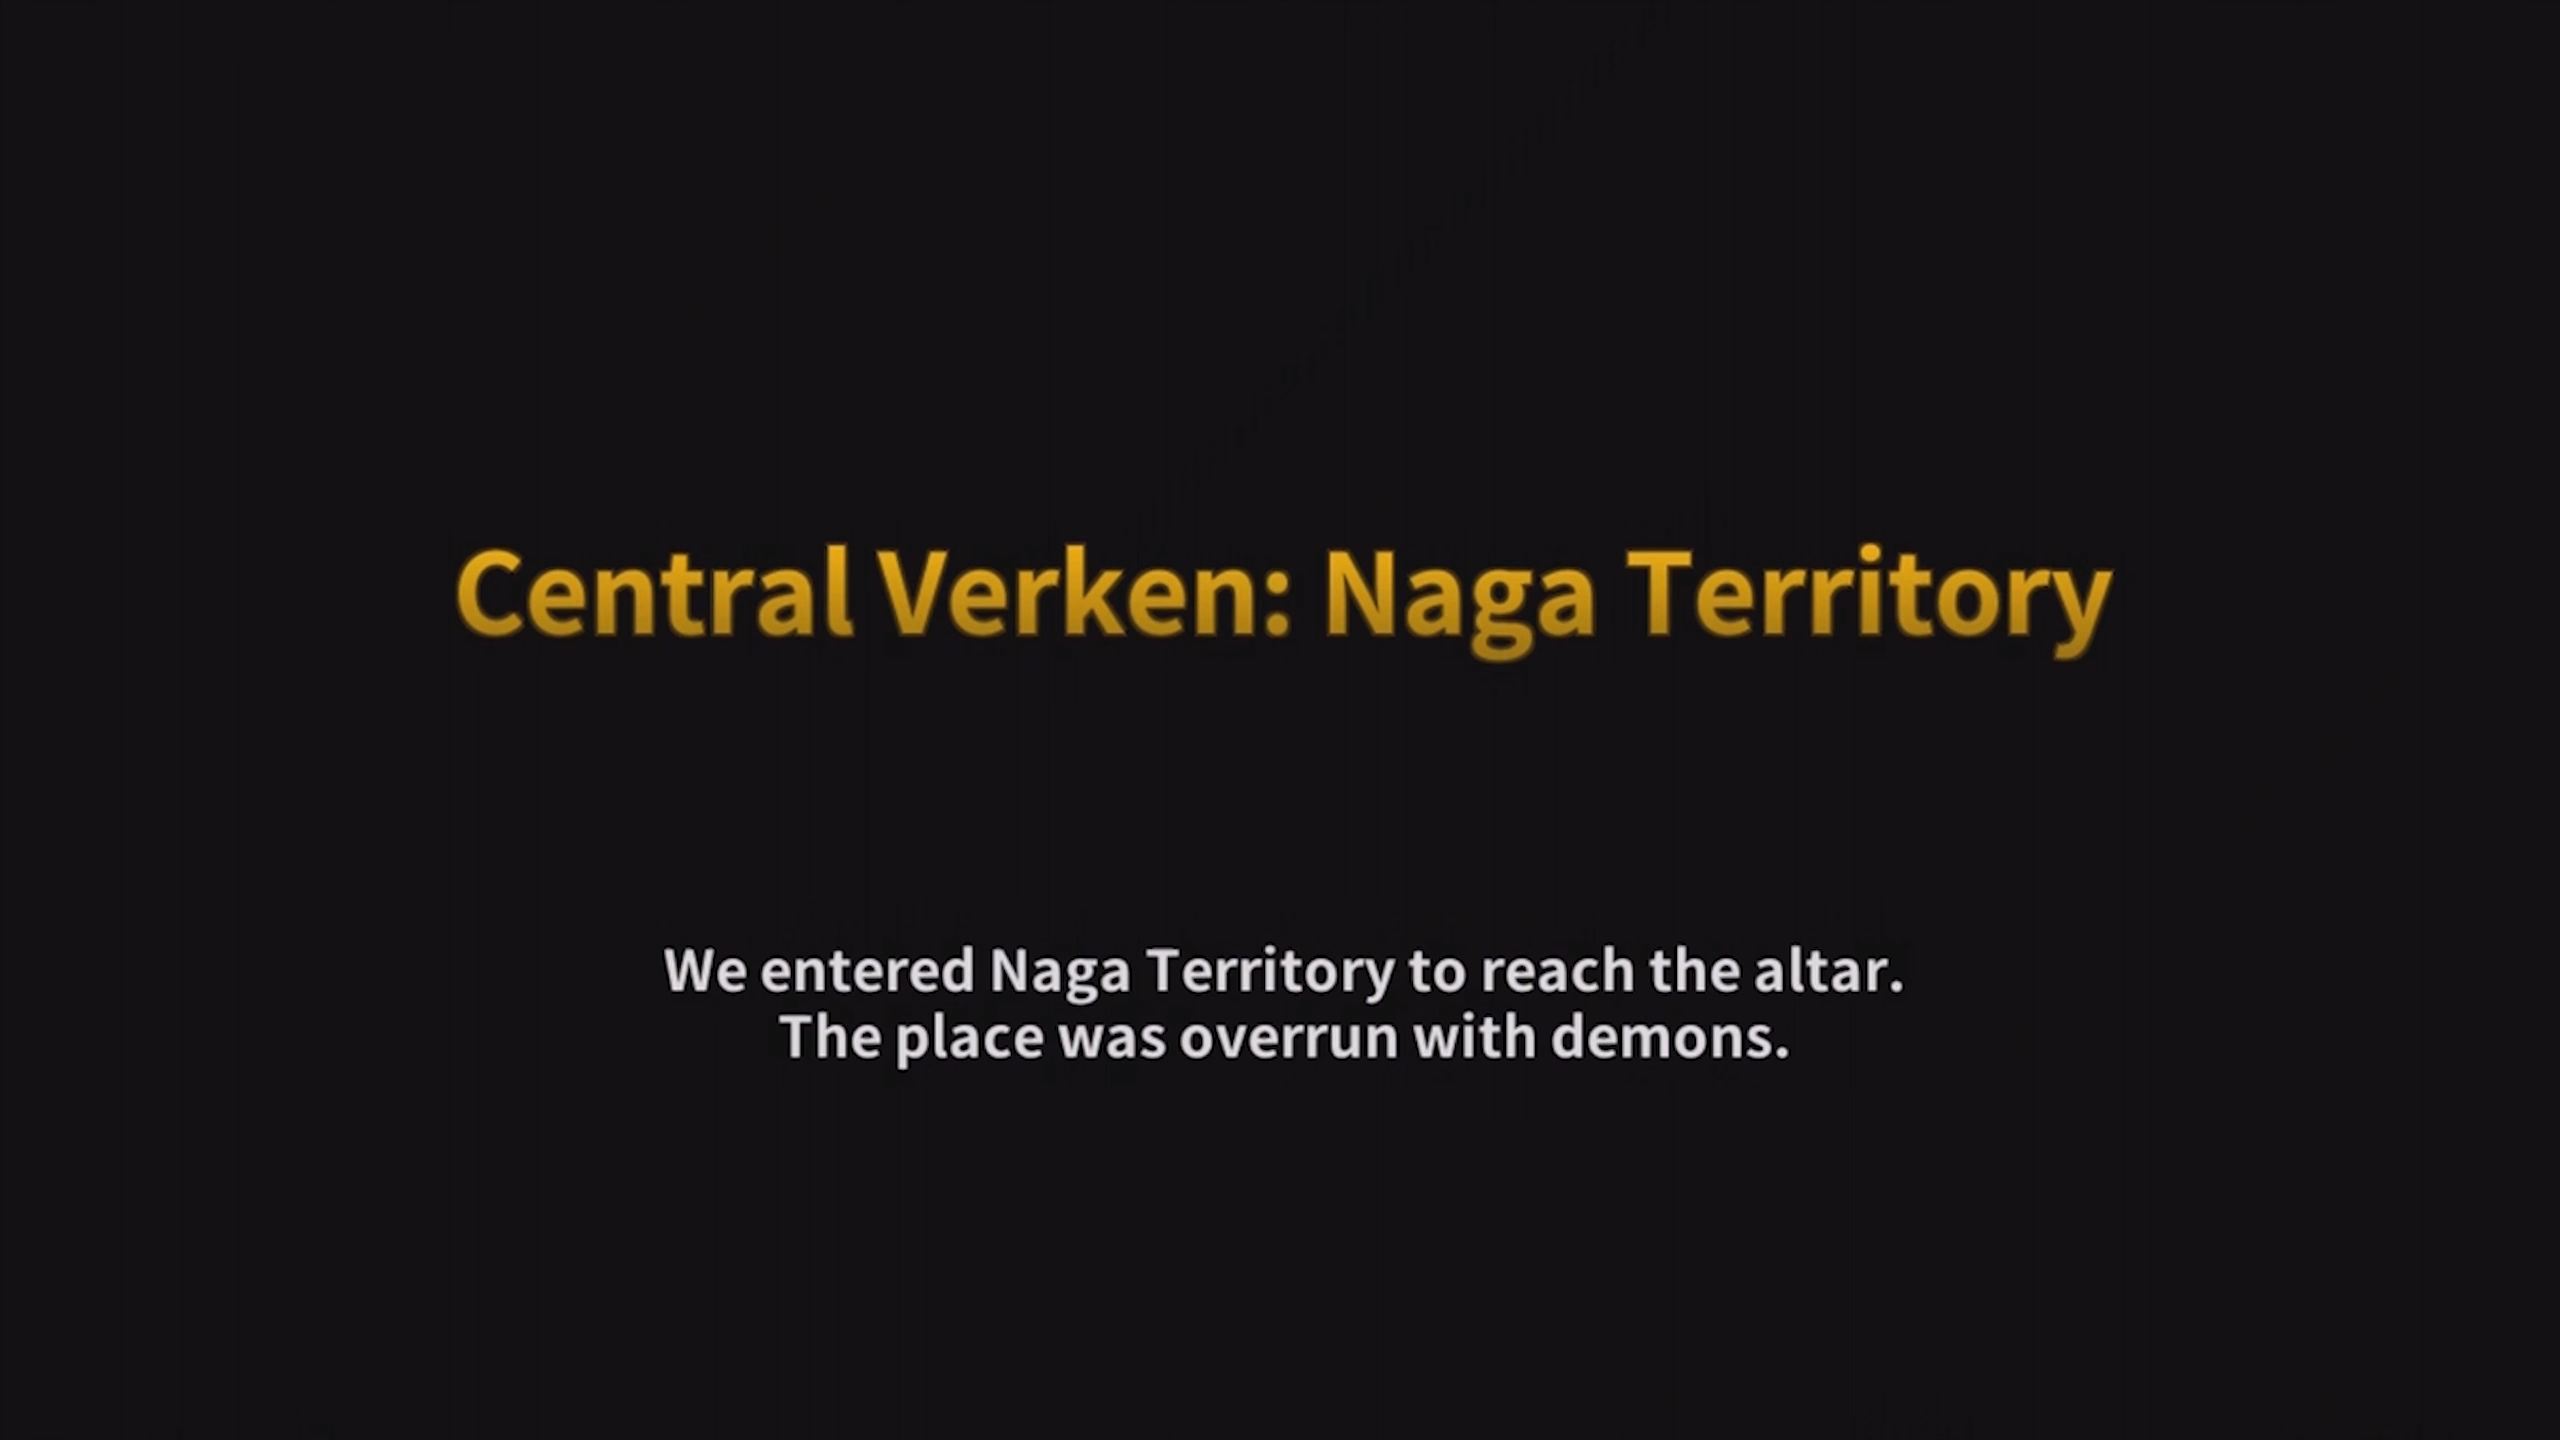 Central Verken: Naga Territory
We entered Naga Territory to reach the altar.
The place was overrun with demons.